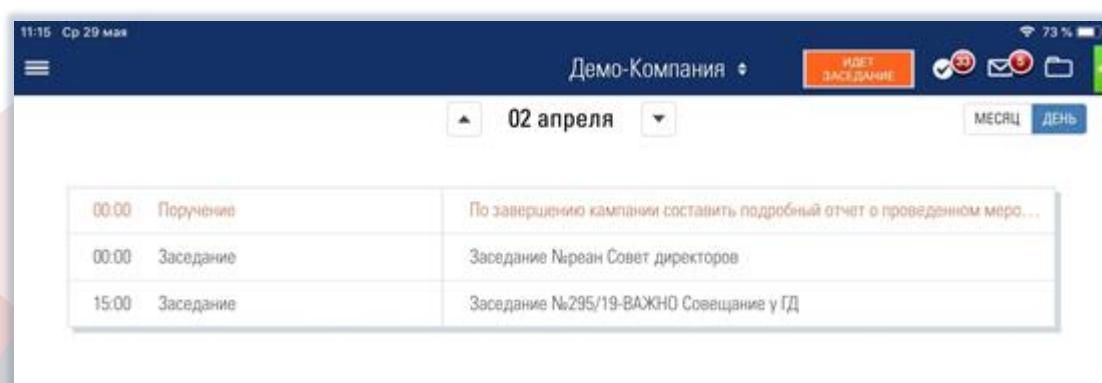 11:15 Ср 29 мая 73 %
Демо-Компания ИДЕТ ЗАСЕДАНИЕ 33 5
02 апреля МЕСЯЦ ДЕНЬ
00:00 Поручение По завершению кампании составить подробный отчет о проведенном меро...
00:00 Заседание Заседание №реан Совет директоров
15:00 Заседание Заседание №295/19-ВАЖНО Совещание у ГД